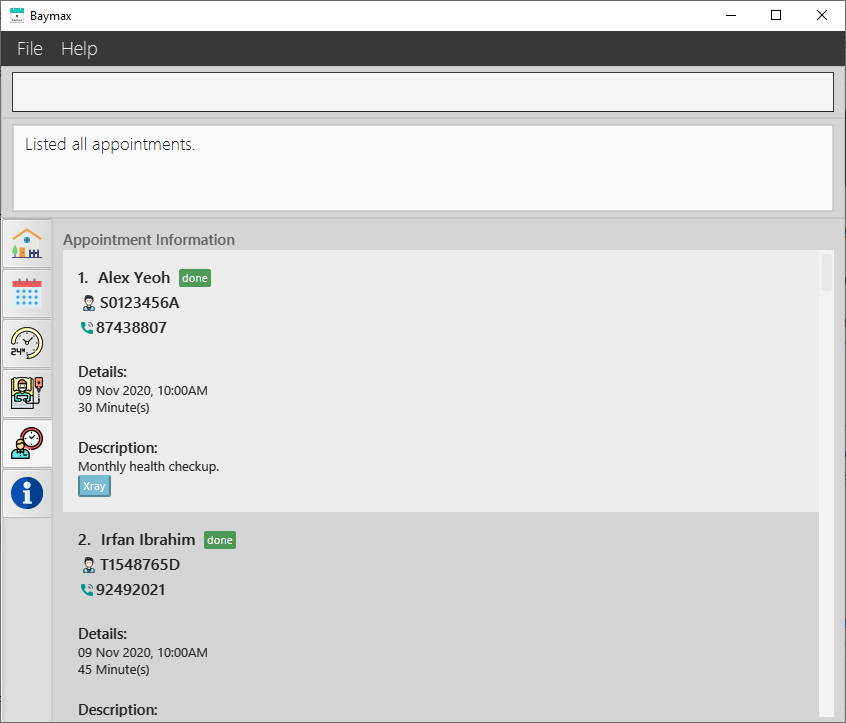 Baymax
File Help
Listed all appointments.
Appointment Information
1. Alex Yeoh done
S0123456A
87438807
Details:
09 Nov 2020, 10:00AM
30 Minute(s)
Description:
Monthly health checkup.
Xray
2. Irfan Ibrahim done
T1548765D
92492021
Details:
09 Nov 2020, 10:00AM
45 Minute(s)
Description:
24H